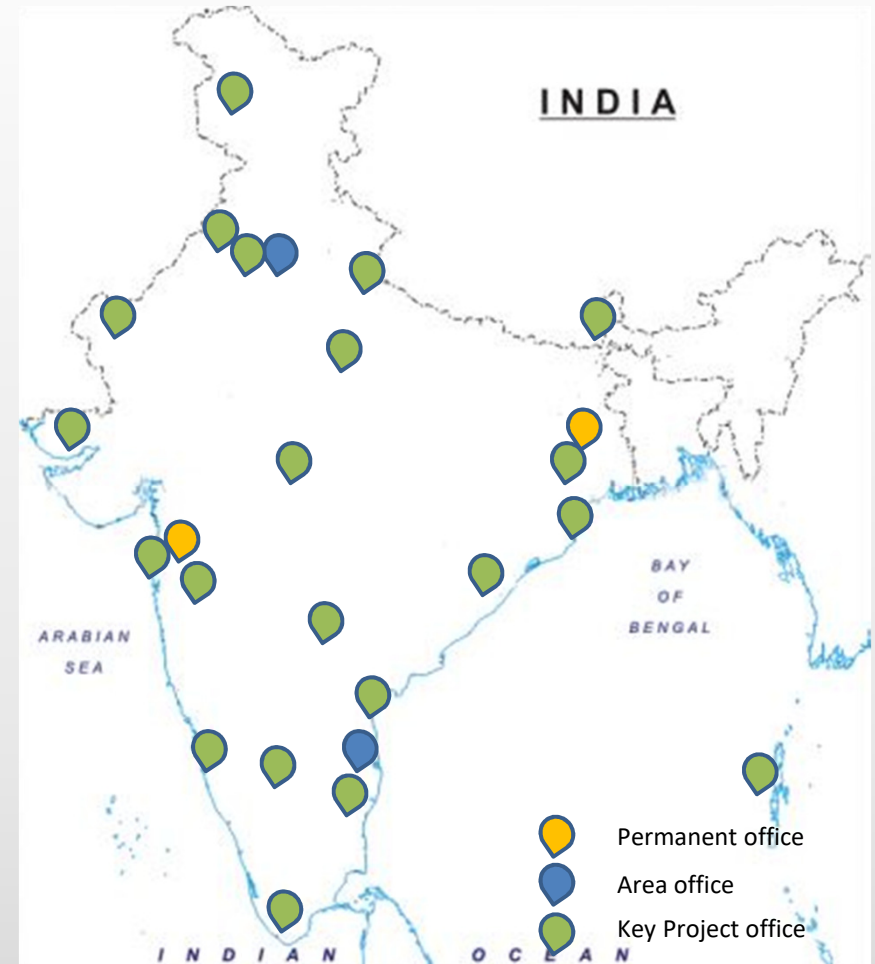 INDIA
BAY
OF
BENGAL
ARABIAN
SEA
Permanent office
Area office
Key Project office
INDIAN OCEAN